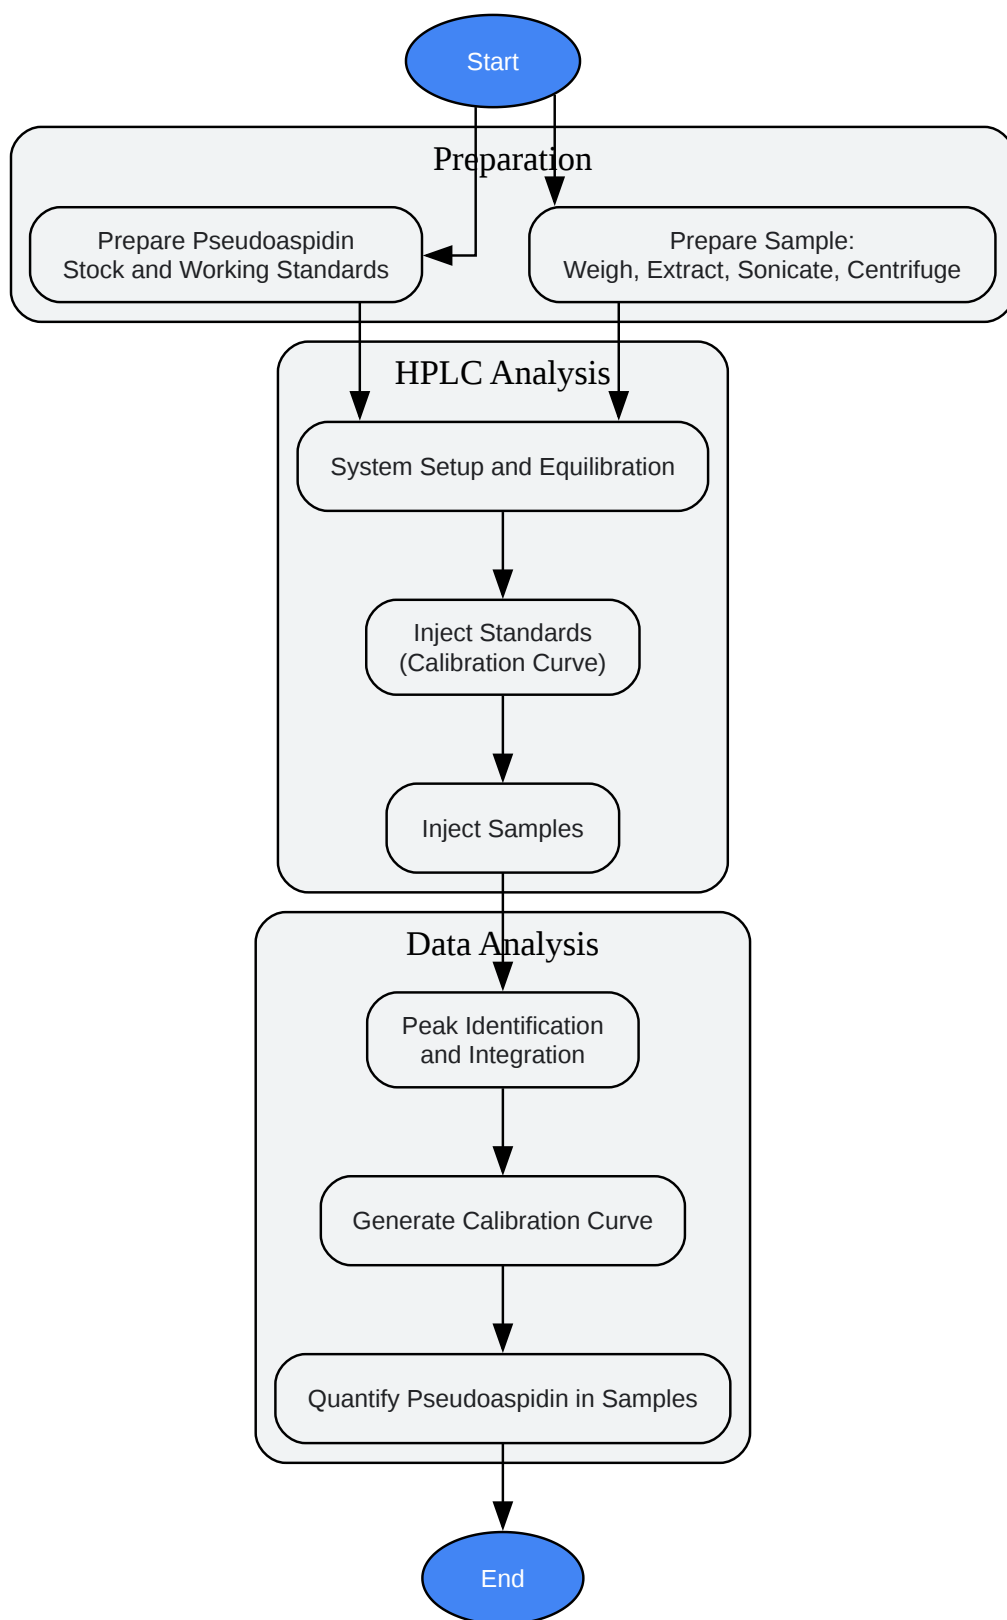 Start
Preparation
Prepare Pseudoaspidin
Stock and Working Standards
Prepare Sample:
Weigh, Extract, Sonicate, Centrifuge
HPLC Analysis
System Setup and Equilibration
Inject Standards
(Calibration Curve)
Inject Samples
Data Analysis
Peak Identification
and Integration
Generate Calibration Curve
Quantify Pseudoaspidin in Samples
End